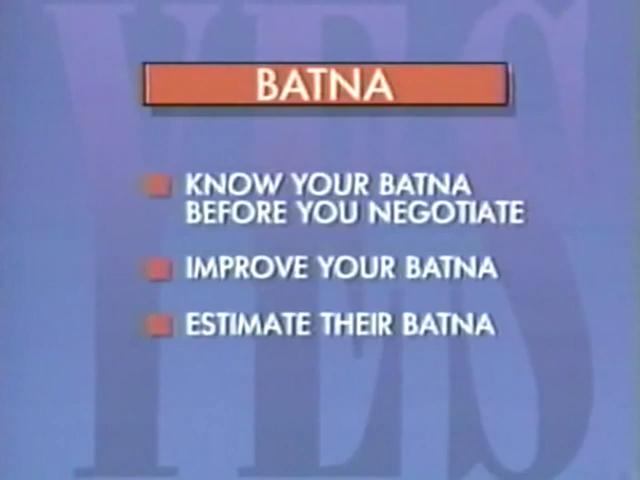 YES
BATNA
KNOW YOUR BATNA
BEFORE YOU NEGOTIATE
IMPROVE YOUR BATNA
ESTIMATE THEIR BATNA